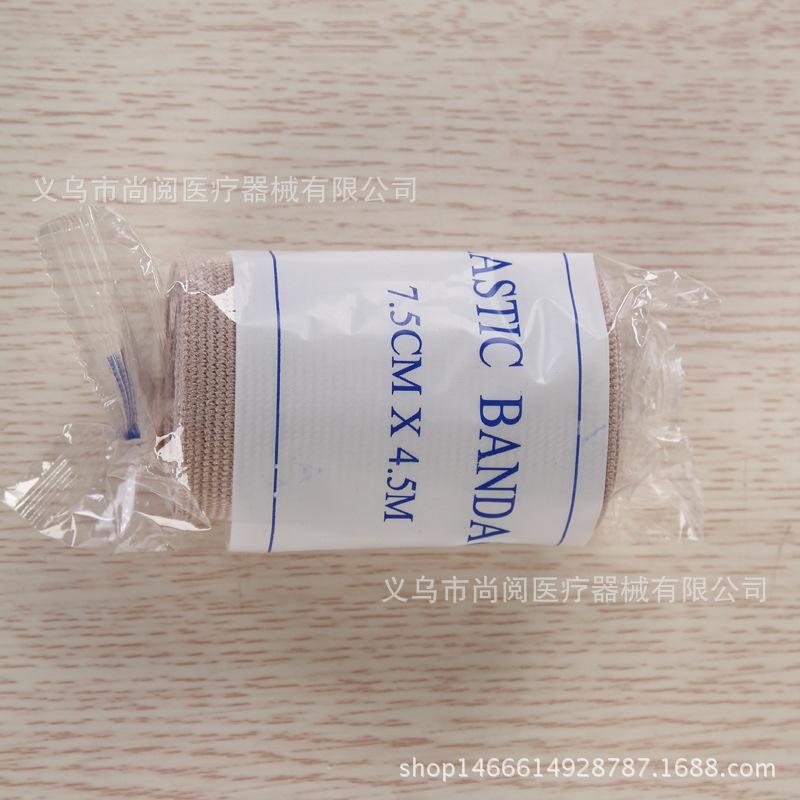 义乌市尚阅医疗器械有限公司
ASTIC BANDA
7.5CM X 4.5M
义乌市尚阅医疗器械有限公司
shop1466614928787.1688.com